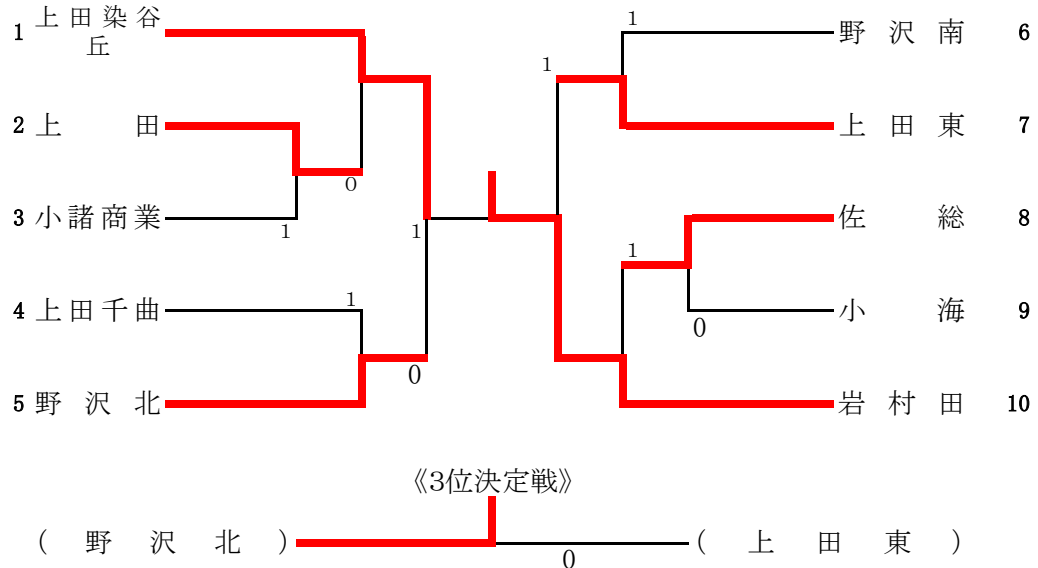 1 上田染谷丘
1
野沢南 6
1
2 上田
上田東 7
0
3 小諸商業
1
1
佐総 8
1
4 上田千曲
1
小海 9
0
0
5 野沢北
岩村田 10
《3位決定戦》
(野沢北)
(上田東)
0